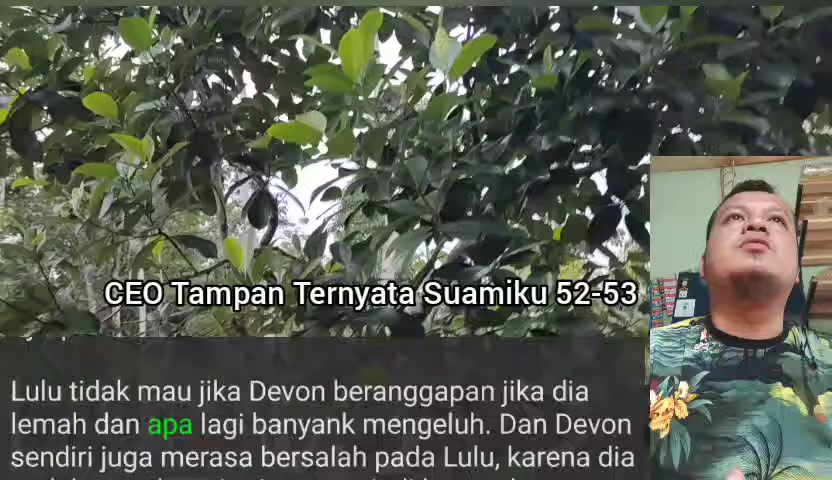 CEO Tampan Ternyata Suamiku 52-53
Lulu tidak mau jika Devon beranggapan jika dia
lemah dan apa lagi banyank mengeluh. Dan Devon
sendiri juga merasa bersalah pada Lulu, karena dia